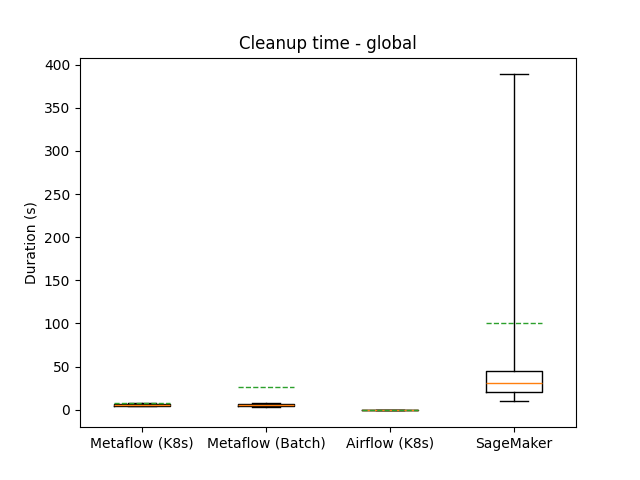 Cleanup time - global
Duration (s)
400
350
300
250
200
150
100
50
0
Metaflow (K8s)
Metaflow (Batch)
Airflow (K8s)
SageMaker